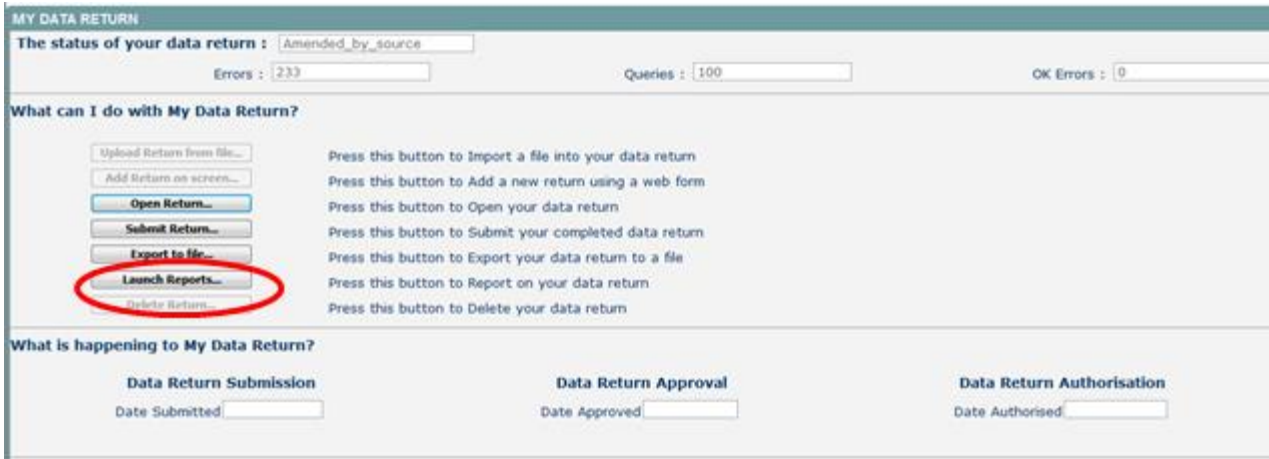 MY DATA RETURN
The status of your data return : Amended_by_source
Errors : 233 Queries : 100 OK Errors : 0
What can I do with My Data Return?
Upload Return from file... Press this button to Import a file into your data return
Add Return on screen... Press this button to Add a new return using a web form
Open Return... Press this button to Open your data return
Submit Return... Press this button to Submit your completed data return
Export to file... Press this button to Export your data return to a file
Launch Reports... Press this button to Report on your data return
Delete Return... Press this button to Delete your data return
What is happening to My Data Return?
Data Return Submission Data Return Approval Data Return Authorisation
Date Submitted Date Approved Date Authorised